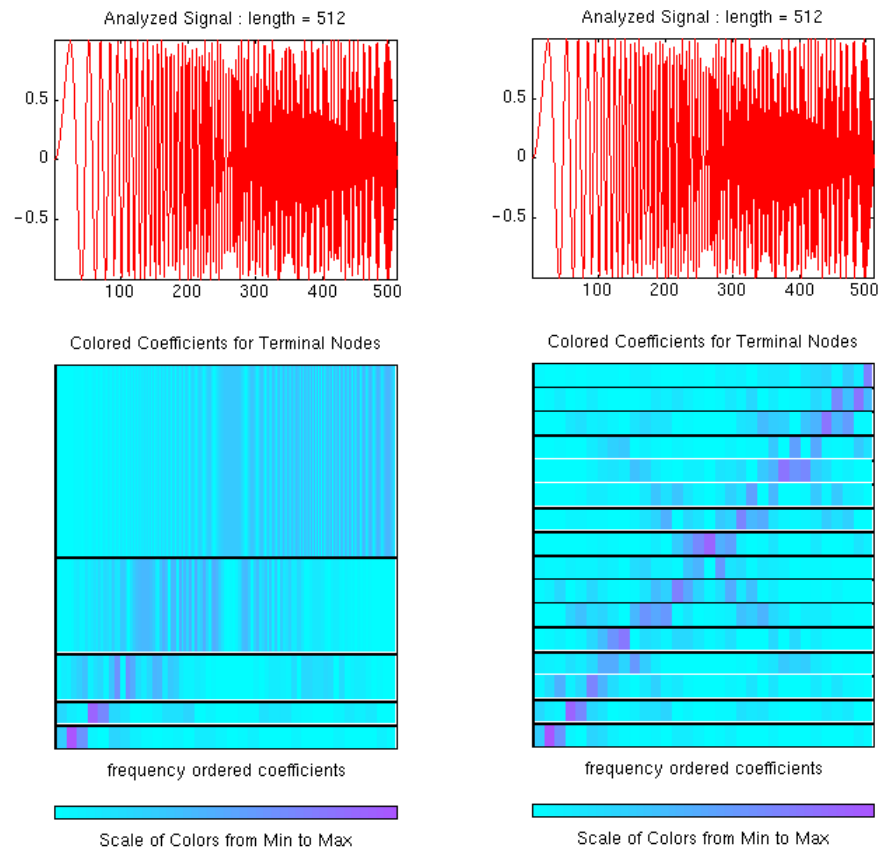 Analyzed Signal : length = 512
0.5
0
−0.5
100 200 300 400 500
Colored Coefficients for Terminal Nodes
frequency ordered coefficients
Scale of Colors from Min to Max
Analyzed Signal : length = 512
0.5
0
−0.5
100 200 300 400 500
Colored Coefficients for Terminal Nodes
frequency ordered coefficients
Scale of Colors from Min to Max